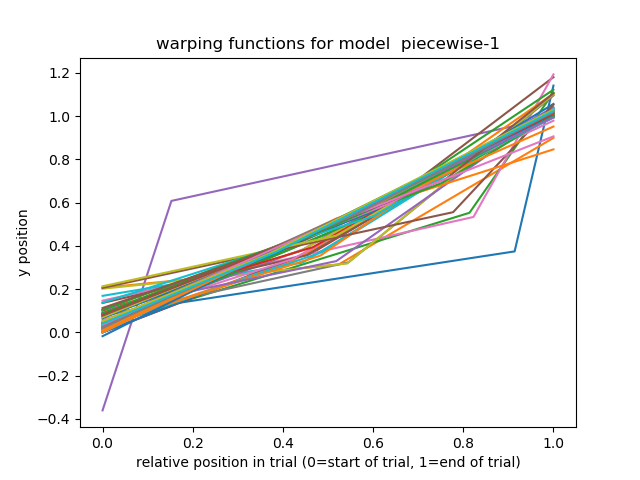 warping functions for model  piecewise-1
y position
1.2
1.0
0.8
0.6
0.4
0.2
0.0
−0.2
−0.4
0.0 0.2 0.4 0.6 0.8 1.0
relative position in trial (0=start of trial, 1=end of trial)